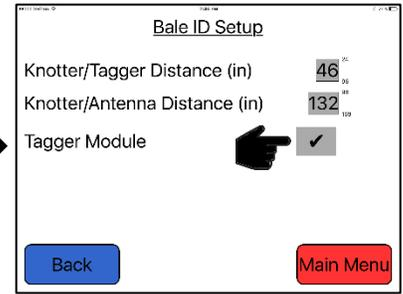 Bale ID Setup
Knotter/Tagger Distance (in) 46
Knotter/Antenna Distance (in) 132
Tagger Module ✔
Back Main Menu